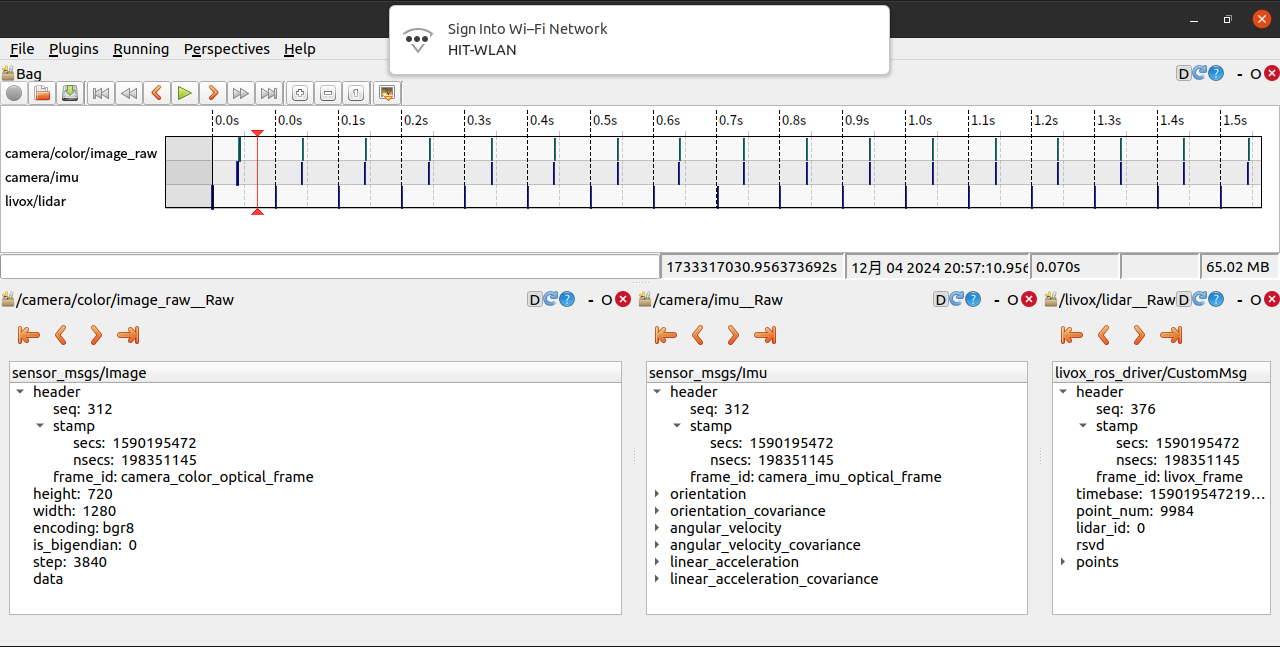 Sign Into Wi–Fi Network
HIT-WLAN
File Plugins Running Perspectives Help
Bag
D - O
0.0s 0.0s 0.1s 0.2s 0.3s 0.4s 0.5s 0.6s 0.7s 0.8s 0.9s 1.0s 1.1s 1.2s 1.3s 1.4s 1.5s
camera/color/image_raw
camera/imu
livox/lidar
1733317030.956373692s 12月 04 2024 20:57:10.956 0.070s 65.02 MB
/camera/color/image_raw__Raw D - O
sensor_msgs/Image
header
seq: 312
stamp
secs: 1590195472
nsecs: 198351145
frame_id: camera_color_optical_frame
height: 720
width: 1280
encoding: bgr8
is_bigendian: 0
step: 3840
data
/camera/imu__Raw D - O
sensor_msgs/Imu
header
seq: 312
stamp
secs: 1590195472
nsecs: 198351145
frame_id: camera_imu_optical_frame
orientation
orientation_covariance
angular_velocity
angular_velocity_covariance
linear_acceleration
linear_acceleration_covariance
/livox/lidar__Raw D - O
livox_ros_driver/CustomMsg
header
seq: 376
stamp
secs: 1590195472
nsecs: 198351145
frame_id: livox_frame
timebase: 159019547219...
point_num: 9984
lidar_id: 0
rsvd
points